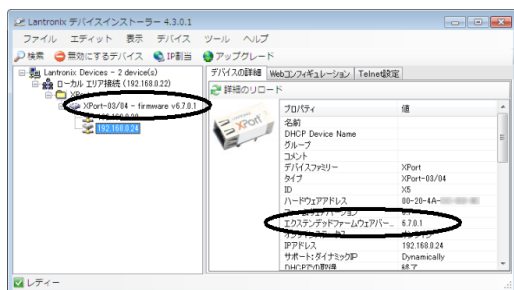 Lantronix デバイスインストーラー 4.3.0.1
ファイル エディット 表示 デバイス ツール ヘルプ
検索 無効にするデバイス IP割当 アップグレード
Lantronix Devices - 2 device(s)
ローカル エリア接続 (192.168.0.22)
XPort-03/04 - firmware v6.7.0.1
192.168.0.24
デバイスの詳細 Webコンフィギュレーション Telnet設定
詳細のリロード
プロパティ 値
名前
DHCP Device Name
グループ
コメント
デバイスファミリー XPort
タイプ XPort-03/04
ID X5
ハードウェアアドレス 00-20-4A-
エクステンデッドファームウェアバー... 6.7.0.1
IPアドレス 192.168.0.24
サポート:ダイナミックIP Dynamically
DHCPでの取得 終了
レディー